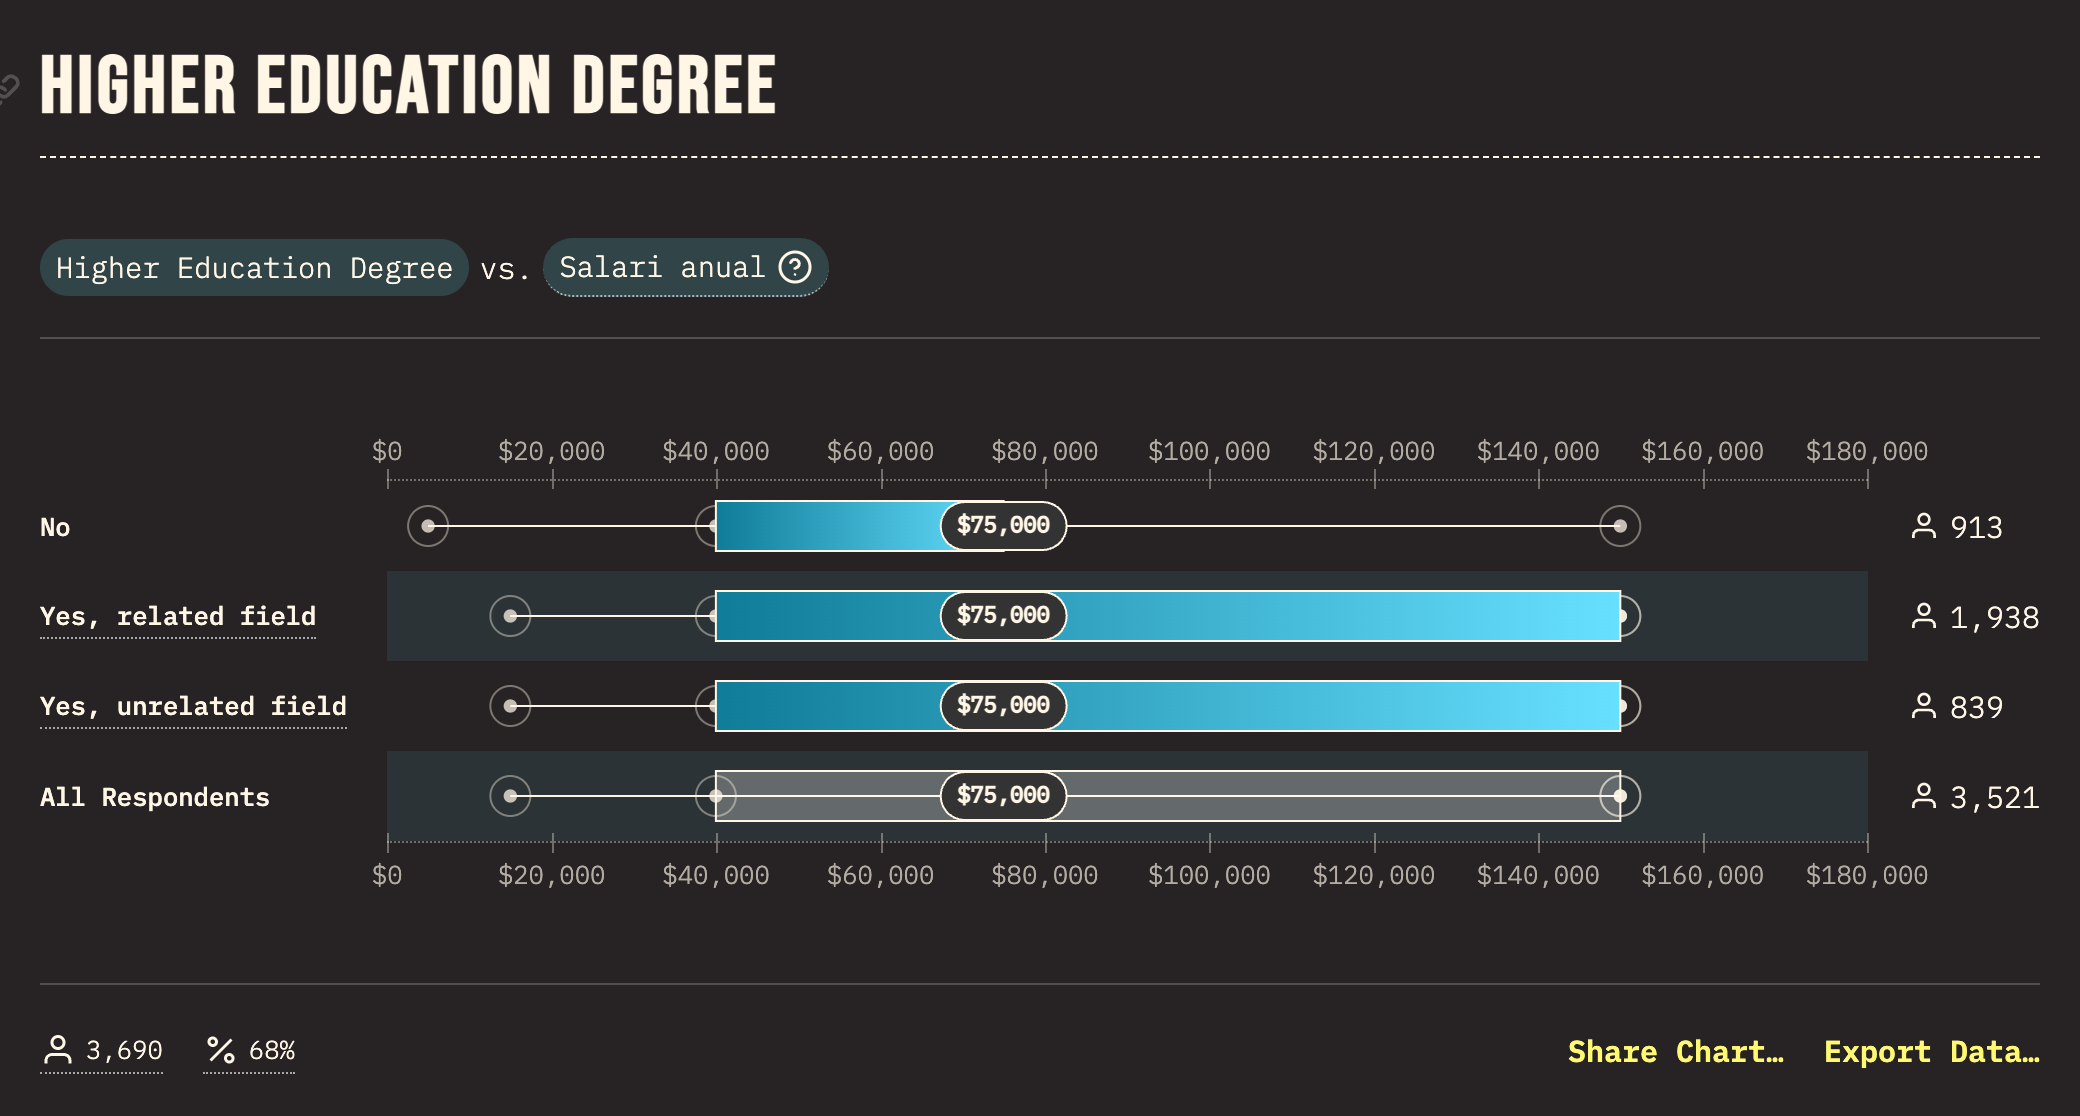 HIGHER EDUCATION DEGREE
Higher Education Degree vs. Salari anual
$0 $20,000 $40,000 $60,000 $80,000 $100,000 $120,000 $140,000 $160,000 $180,000
No $75,000 913
Yes, related field $75,000 1,938
Yes, unrelated field $75,000 839
All Respondents $75,000 3,521
$0 $20,000 $40,000 $60,000 $80,000 $100,000 $120,000 $140,000 $160,000 $180,000
3,690 68% Share Chart… Export Data…